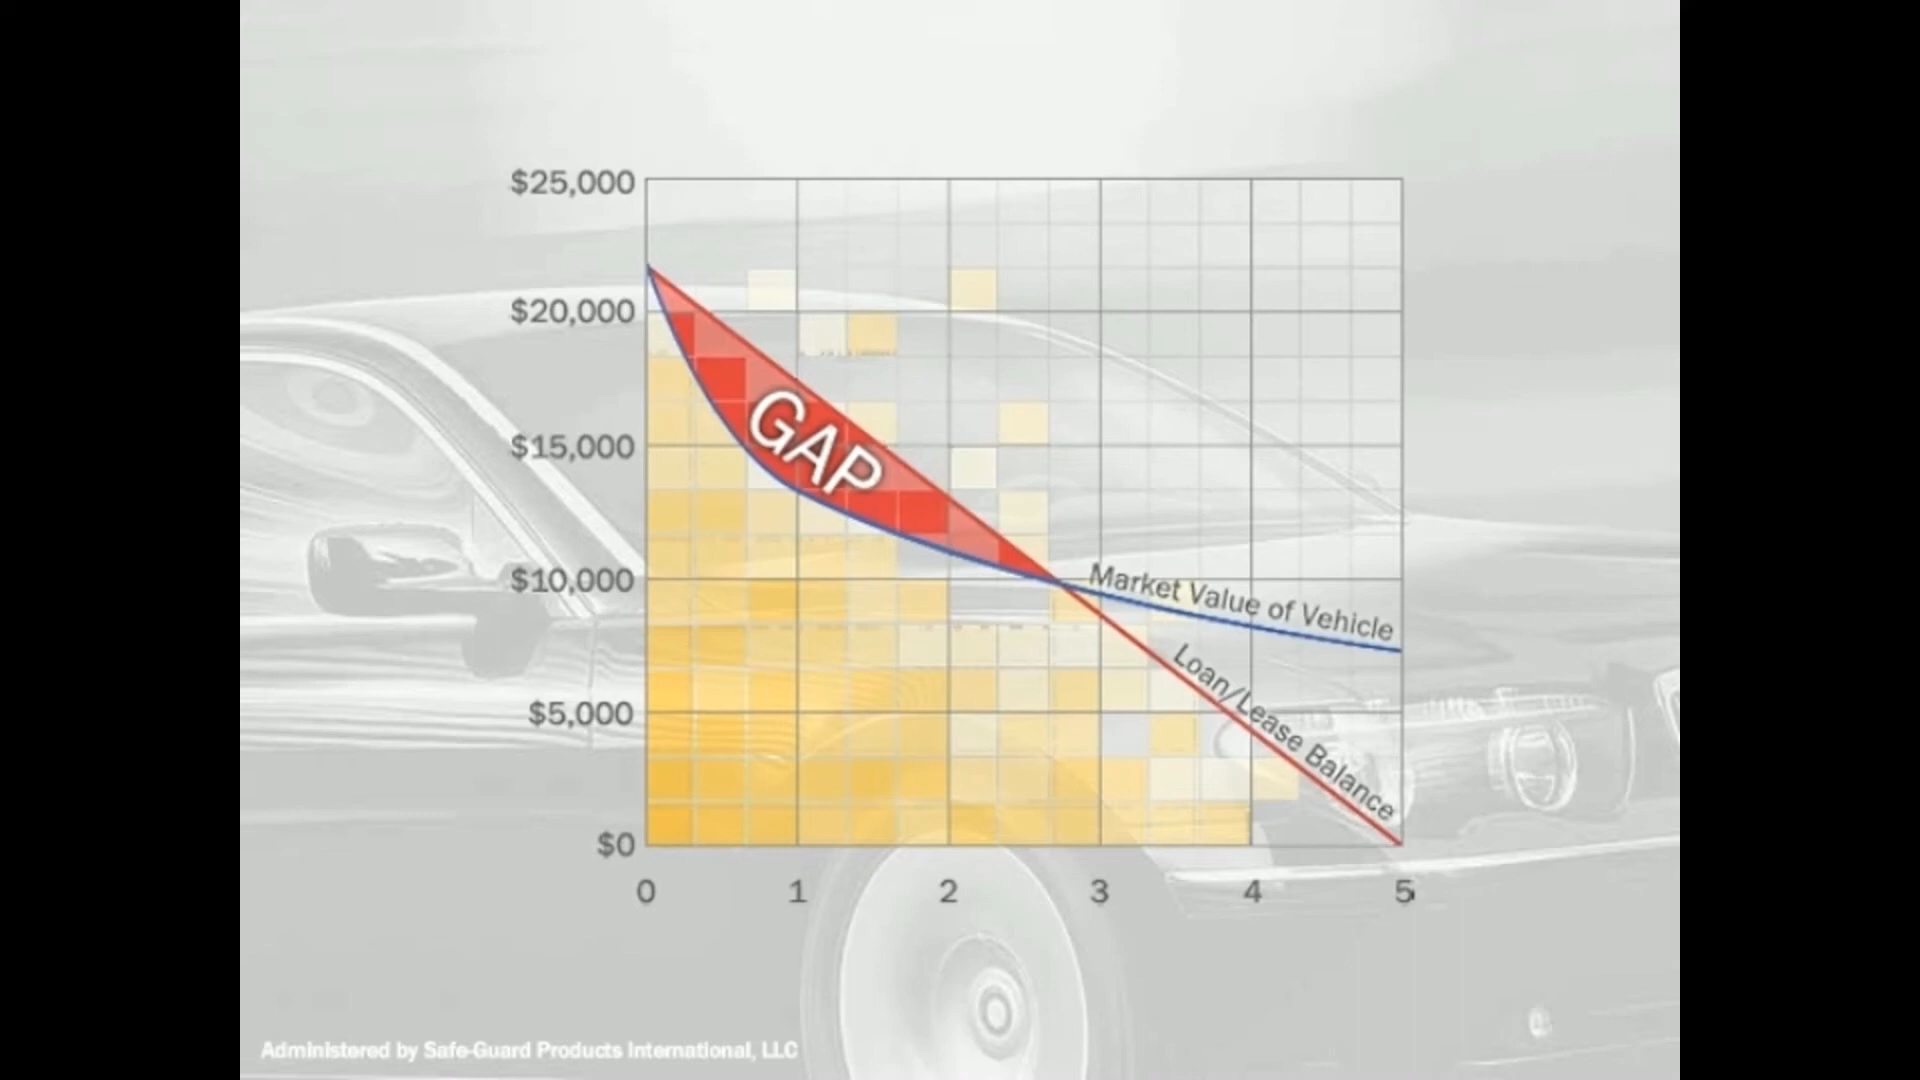 $25,000
$20,000
$15,000
$10,000
$5,000
$0
GAP
Market Value of Vehicle
Loan/Lease Balance
0 1 2 3 4 5
Administered by Safe-Guard Products International, LLC